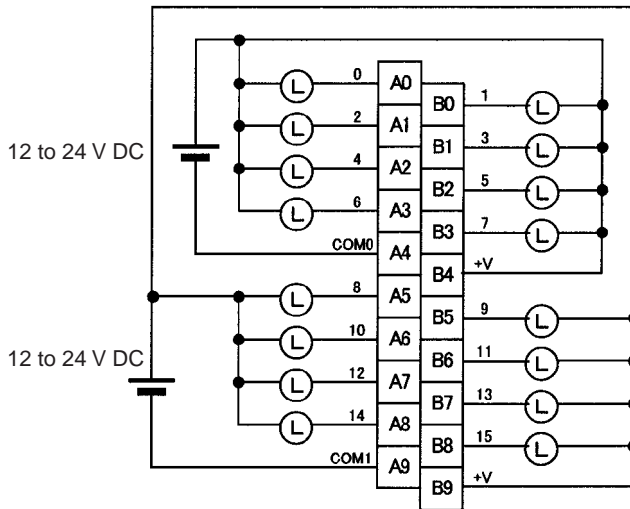 0 A0
L
B0 1
L
2 A1
L
B1 3
L
12 to 24 V DC
4 A2
L
B2 5
L
6 A3
L
B3 7
L
COM0 A4
B4 +V
8 A5
L
B5 9
L
10 A6
L
B6 11
L
12 to 24 V DC
12 A7
L
B7 13
L
14 A8
L
B8 15
L
COM1 A9
B9 +V